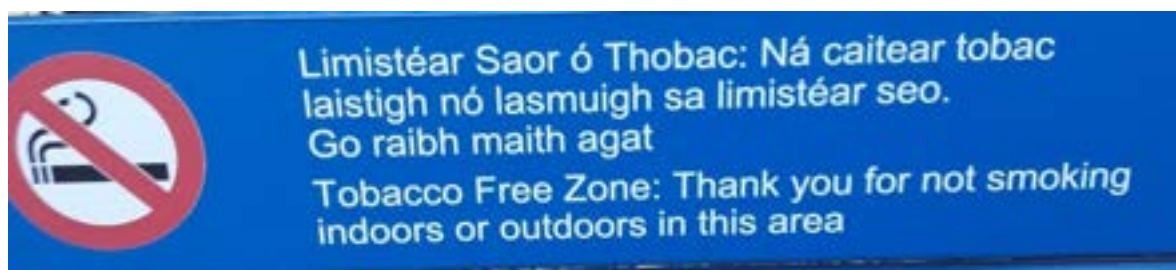 Limistéar Saor ó Thobac: Ná caitear tobac
laistigh nó lasmuigh sa limistéar seo.
Go raibh maith agat
Tobacco Free Zone: Thank you for not smoking
indoors or outdoors in this area